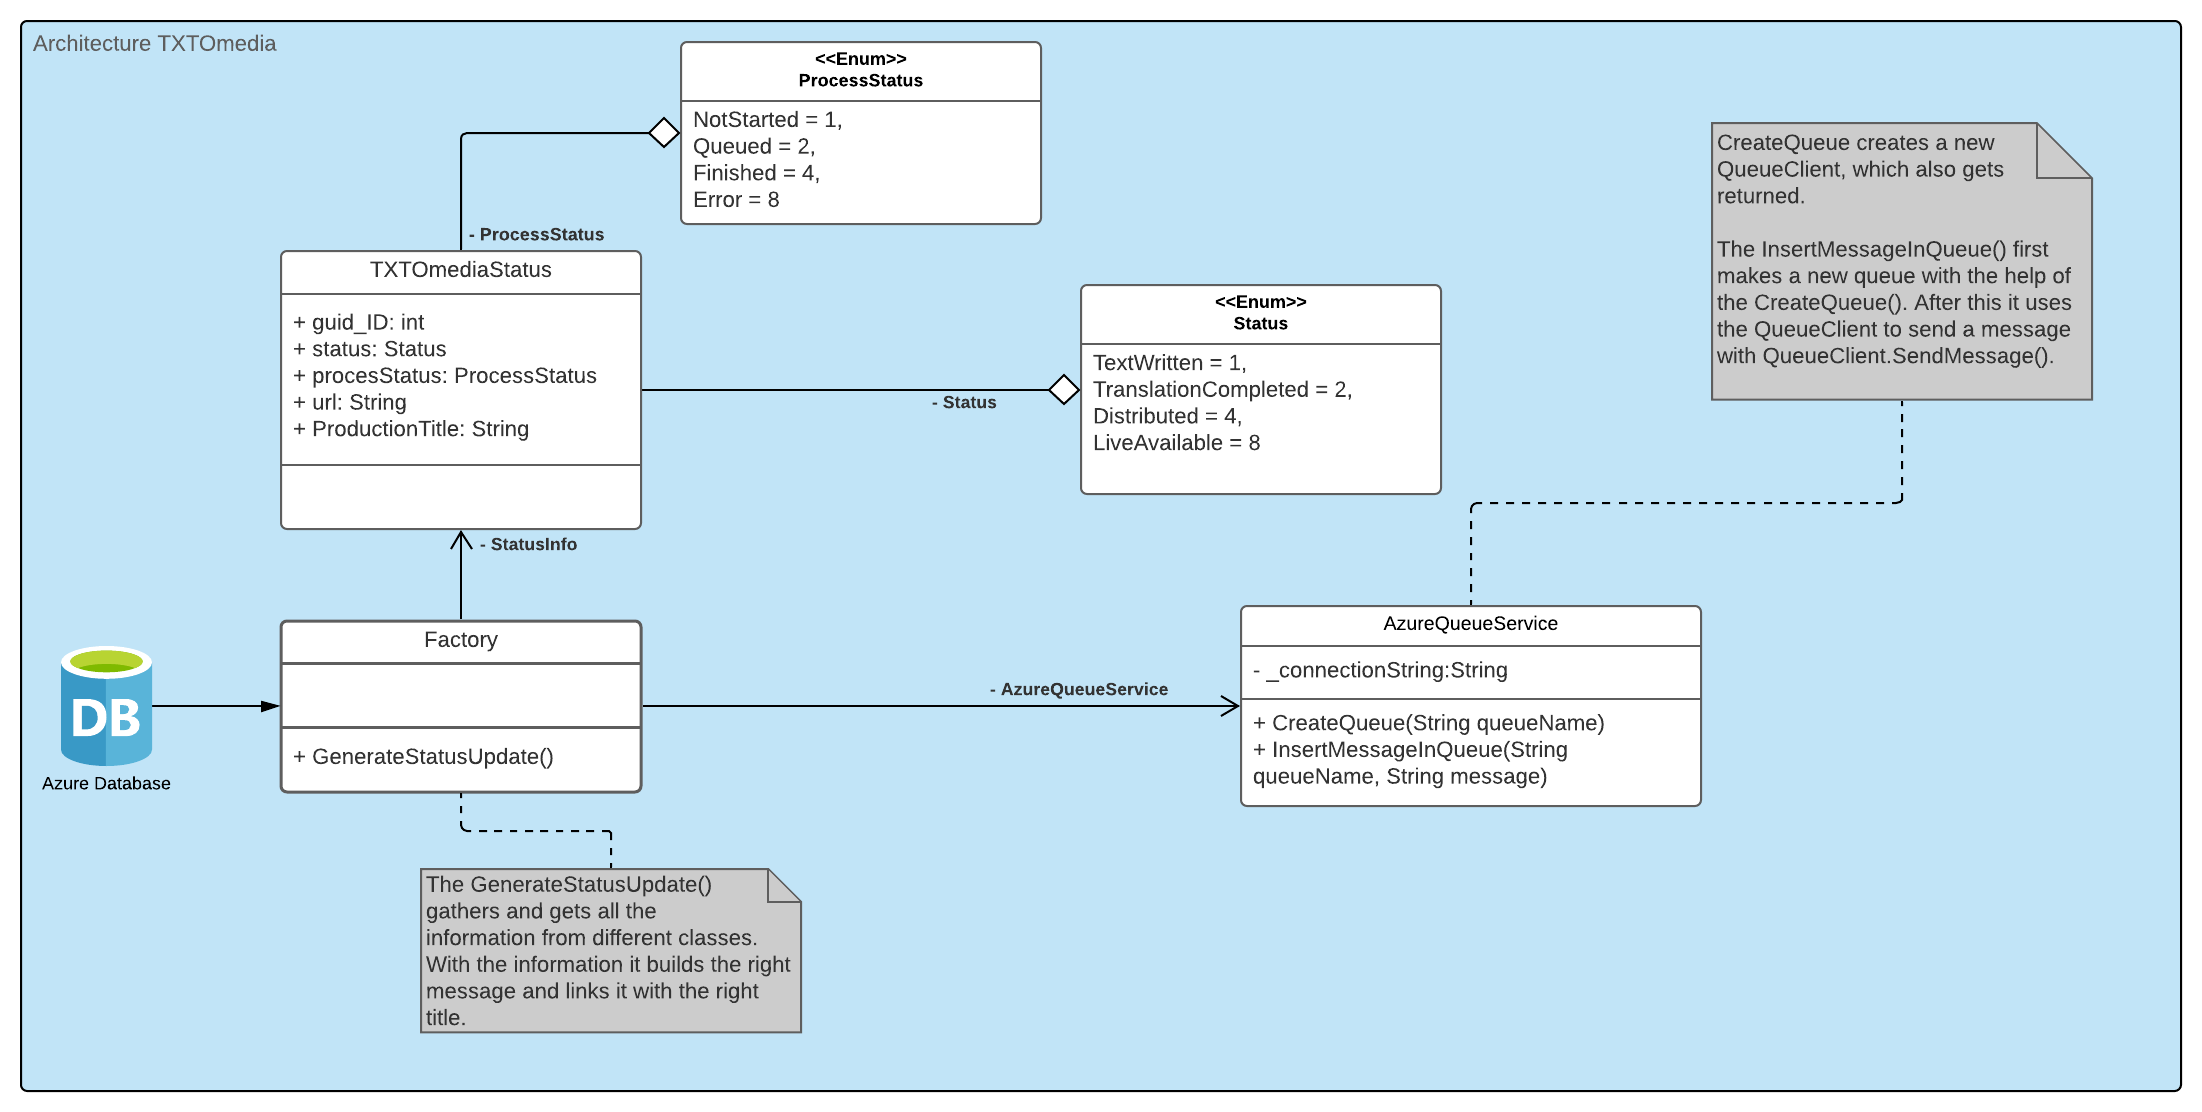 Architecture TXTOmedia
<<Enum>>
ProcessStatus
NotStarted = 1,
Queued = 2,
Finished = 4,
Error = 8
- ProcessStatus
TXTOmediaStatus
+ guid_ID: int
+ status: Status
+ procesStatus: ProcessStatus
+ url: String
+ ProductionTitle: String
- Status
<<Enum>>
Status
TextWritten = 1,
TranslationCompleted = 2,
Distributed = 4,
LiveAvailable = 8
CreateQueue creates a new
QueueClient, which also gets
returned.
The InsertMessageInQueue() first
makes a new queue with the help of
the CreateQueue(). After this it uses
the QueueClient to send a message
with QueueClient.SendMessage().
- StatusInfo
Factory
+ GenerateStatusUpdate()
DB
Azure Database
- AzureQueueService
AzureQueueService
- _connectionString:String
+ CreateQueue(String queueName)
+ InsertMessageInQueue(String
queueName, String message)
The GenerateStatusUpdate()
gathers and gets all the
information from different classes.
With the information it builds the right
message and links it with the right
title.